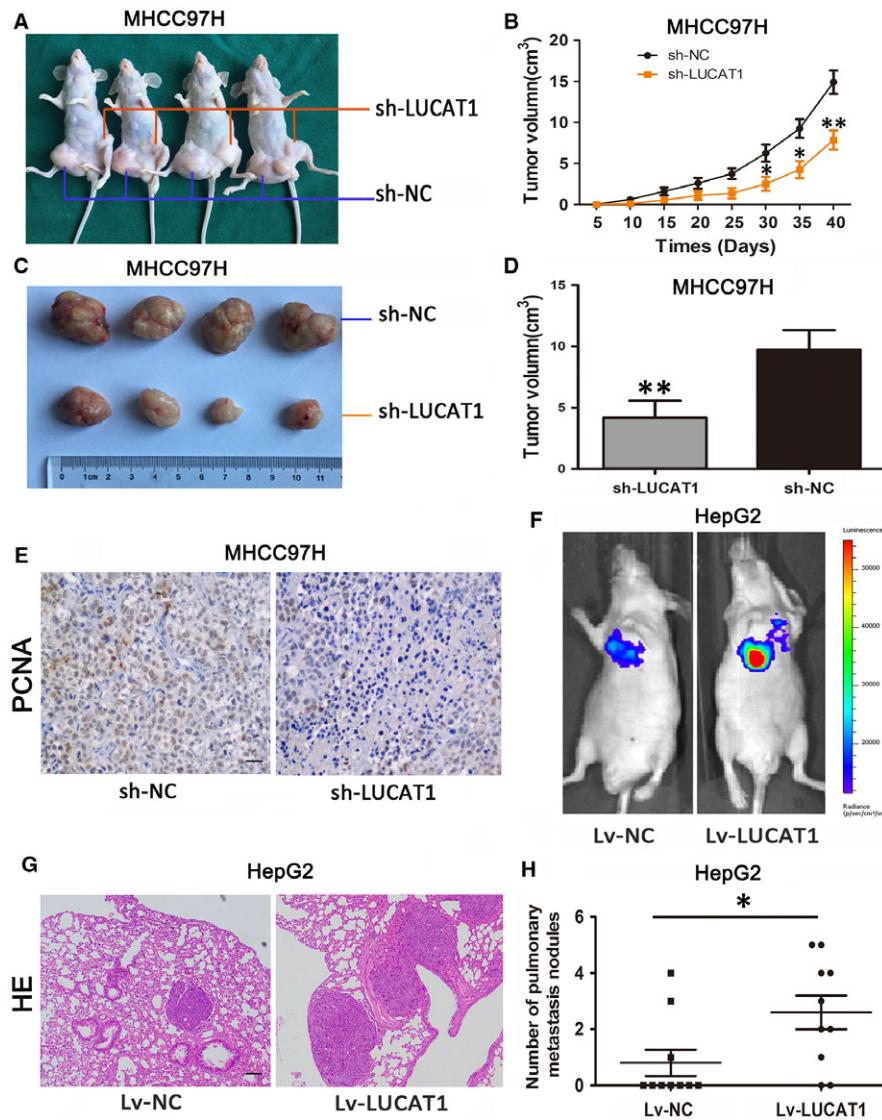 A
MHCC97H
sh-LUCAT1
sh-NC
B
MHCC97H
sh-NC
sh-LUCAT1
Tumor volumn(cm³)
20
15
10
5
0
*
*
**
5 10 15 20 25 30 35 40
Times (Days)
C
MHCC97H
sh-NC
sh-LUCAT1
0 1cm 2 3 4 5 6 7 8 9 10 11
D
MHCC97H
Tumor volumn(cm³)
15
10
5
0
**
sh-LUCAT1 sh-NC
E
MHCC97H
PCNA
sh-NC sh-LUCAT1
F
HepG2
Luminescence
50000
40000
30000
20000
Radiance
Lv-NC Lv-LUCAT1
G
HepG2
HE
Lv-NC Lv-LUCAT1
H
HepG2
*
Number of pulmonary
metastasis nodules
6
4
2
0
Lv-NC Lv-LUCAT1